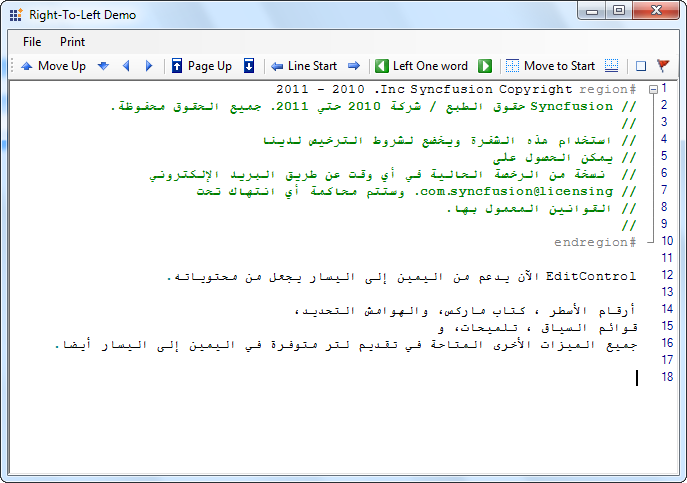 Right-To-Left Demo
File Print
Move Up Page Up Line Start Left One word Move to Start
1 #region Copyright Syncfusion Inc. 2010 - 2011
2 // Syncfusion حقوق الطبع / شركة 2010 حتي 2011. جميع الحقوق محفوظة.
3 //
4 // استخدام هذه الشفرة ويخضع لشروط الترخيص لدينا
5 // يمكن الحصول على
6 // نسخة من الرخصة الحالية في أي وقت عن طريق البريد الإلكتروني
7 // licensing@syncfusion.com. وستتم محاكمة أي انتهاك تحت
8 // القوانين المعمول بها.
9 //
10 #endregion
11
12 EditControl الآن يدعم من اليمين إلى اليسار يجعل من محتوياته.
13
14 أرقام الأسطر ، كتاب ماركس، والهوامش التحديد،
15 قوائم السياق ، تلميحات، و
16 جميع الميزات الأخرى المتاحة في تقديم لتر متوفرة في اليمين إلى اليسار أيضا.
17
18